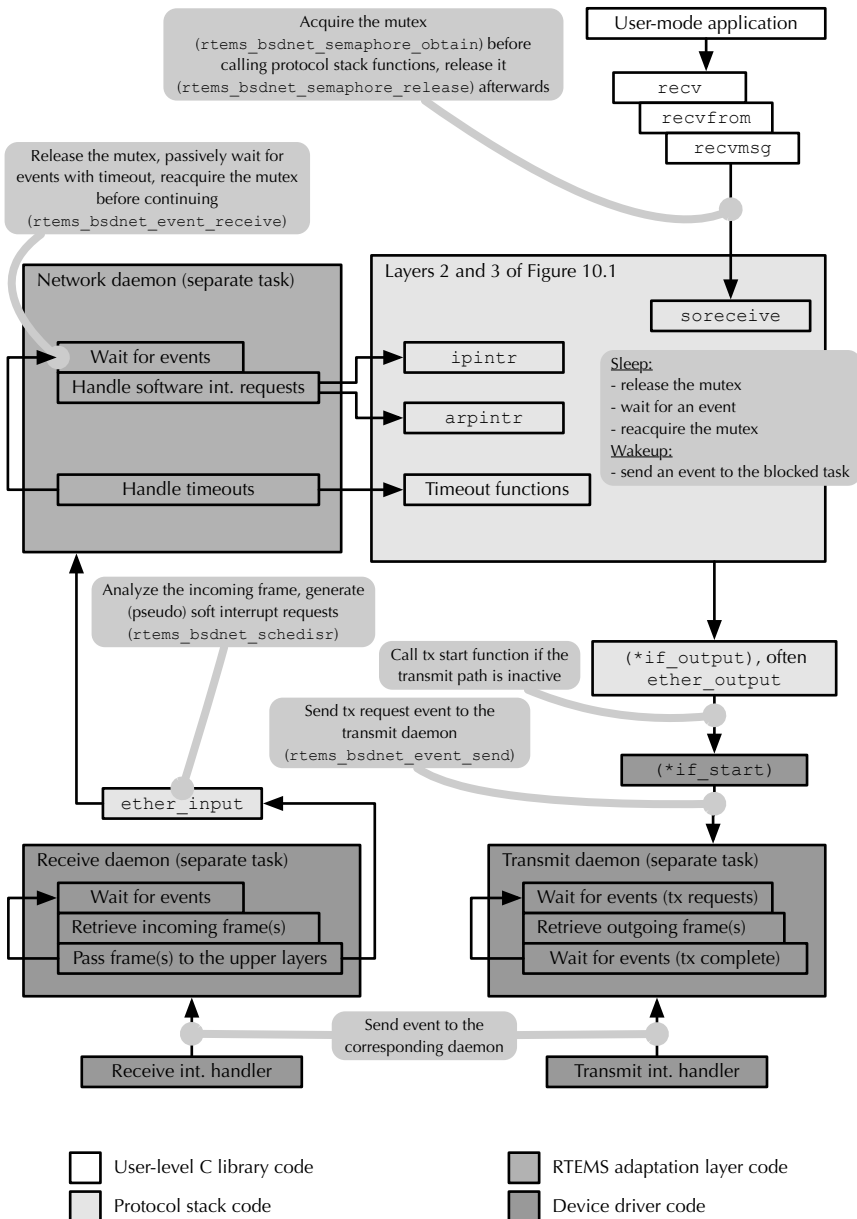 Acquire the mutex
(rtems_bsdnet_semaphore_obtain) before
calling protocol stack functions, release it
(rtems_bsdnet_semaphore_release) afterwards
User-mode application
recv
recvfrom
recvmsg
Release the mutex, passively wait for
events with timeout, reacquire the mutex
before continuing
(rtems_bsdnet_event_receive)
Network daemon (separate task)
Wait for events
Handle software int. requests
Handle timeouts
Layers 2 and 3 of Figure 10.1
soreceive
ipintr
arpintr
Timeout functions
Sleep:
- release the mutex
- wait for an event
- reacquire the mutex
Wakeup:
- send an event to the blocked task
Analyze the incoming frame, generate
(pseudo) soft interrupt requests
(rtems_bsdnet_schedisr)
Call tx start function if the
transmit path is inactive
(*if_output), often
ether_output
Send tx request event to the
transmit daemon
(rtems_bsdnet_event_send)
(*if_start)
ether_input
Receive daemon (separate task)
Wait for events
Retrieve incoming frame(s)
Pass frame(s) to the upper layers
Transmit daemon (separate task)
Wait for events (tx requests)
Retrieve outgoing frame(s)
Wait for events (tx complete)
Send event to the
corresponding daemon
Receive int. handler
Transmit int. handler
User-level C library code
RTEMS adaptation layer code
Protocol stack code
Device driver code